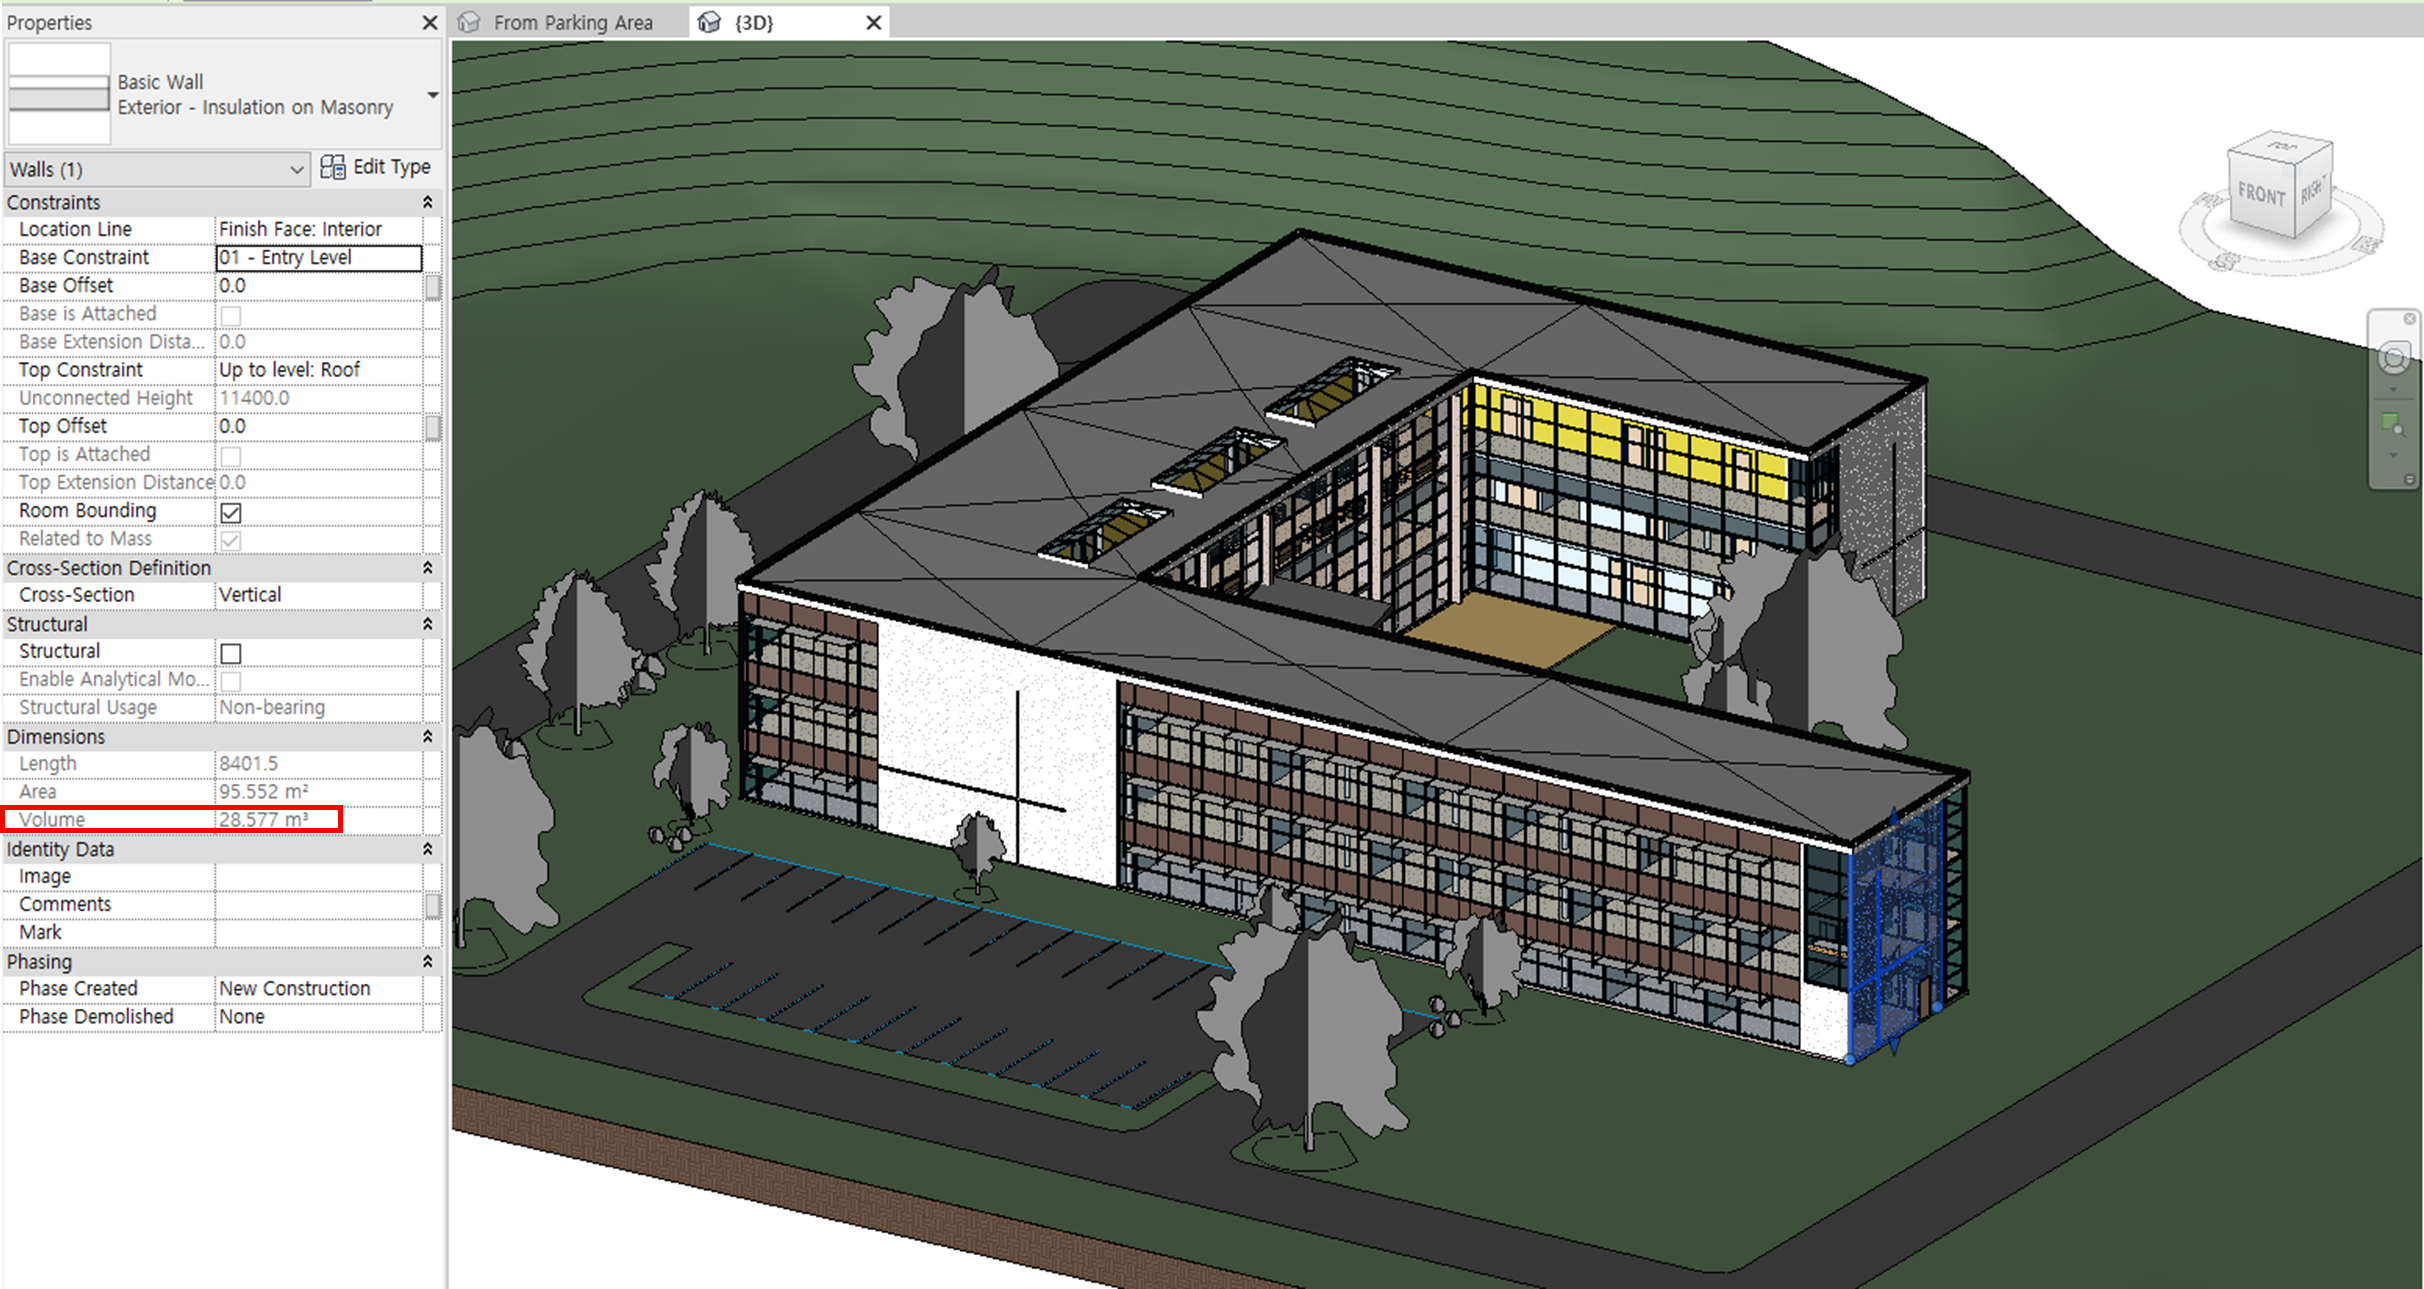 Properties
From Parking Area
{3D}
Basic Wall
Exterior - Insulation on Masonry
Walls (1)
Edit Type
Constraints
Location Line Finish Face: Interior
Base Constraint 01 - Entry Level
Base Offset 0.0
Base is Attached
Base Extension Dista... 0.0
Top Constraint Up to level: Roof
Unconnected Height 11400.0
Top Offset 0.0
Top is Attached
Top Extension Distance 0.0
Room Bounding
Related to Mass
Cross-Section Definition
Cross-Section Vertical
Structural
Structural
Enable Analytical Mo...
Structural Usage Non-bearing
Dimensions
Length 8401.5
Area 95.552 m²
Volume 28.577 m³
Identity Data
Image
Comments
Mark
Phasing
Phase Created New Construction
Phase Demolished None
TOP
FRONT
RIGHT
S